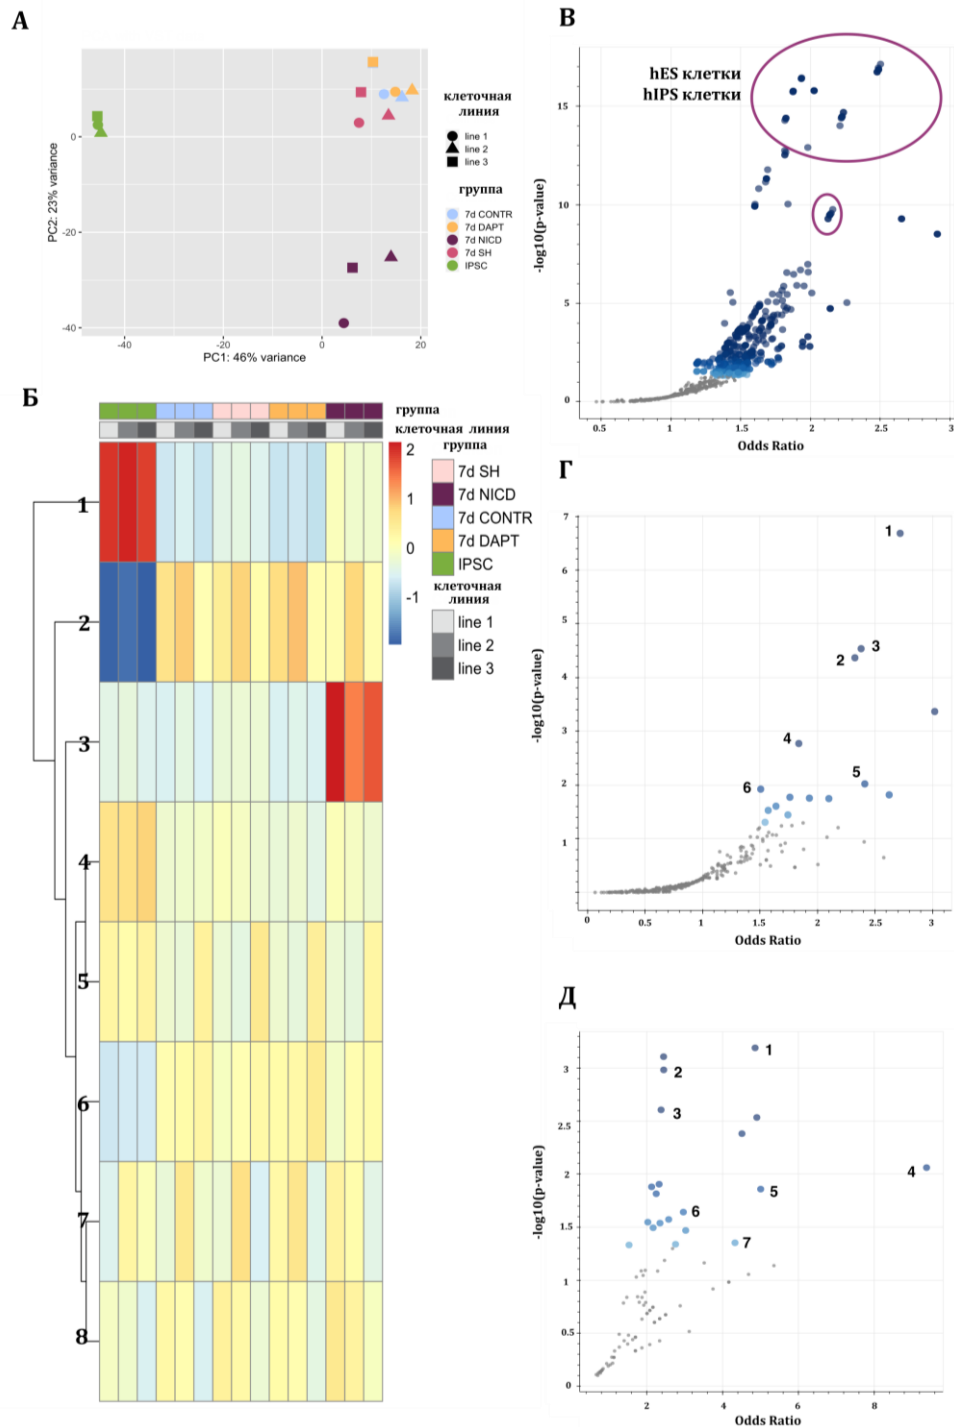 А
0
-20
-40
PC2: 23% variance
-40
-20
0
20
PC1: 46% variance
клеточная
линия
line 1
line 2
line 3
группа
7d CONTR
7d DAPT
7d NICD
7d SH
IPSC
Б
группа
клеточная линия
группа
2
1
0
-1
7d SH
7d NICD
7d CONTR
7d DAPT
IPSC
клеточная
линия
line 1
line 2
line 3
1
2
3
4
5
6
7
8
В
hES клетки
hIPS клетки
15
10
5
0
-log10(p-value)
0.5
1
1.5
2
2.5
3
Odds Ratio
Г
7
6
5
4
3
2
1
-log10(p-value)
1
3
2
4
5
6
0
0.5
1
1.5
2
2.5
3
Odds Ratio
Д
3
2.5
2
1.5
1
0.5
0
-log10(p-value)
1
2
3
4
5
6
7
2
4
6
8
Odds Ratio